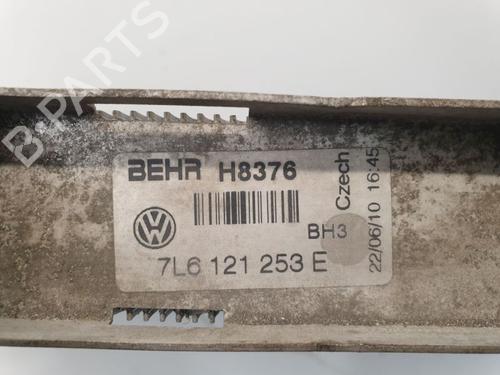 B-PARTS
BEHR H8376
BH3
7L6 121 253 E
Czech
22/06/10 16:45